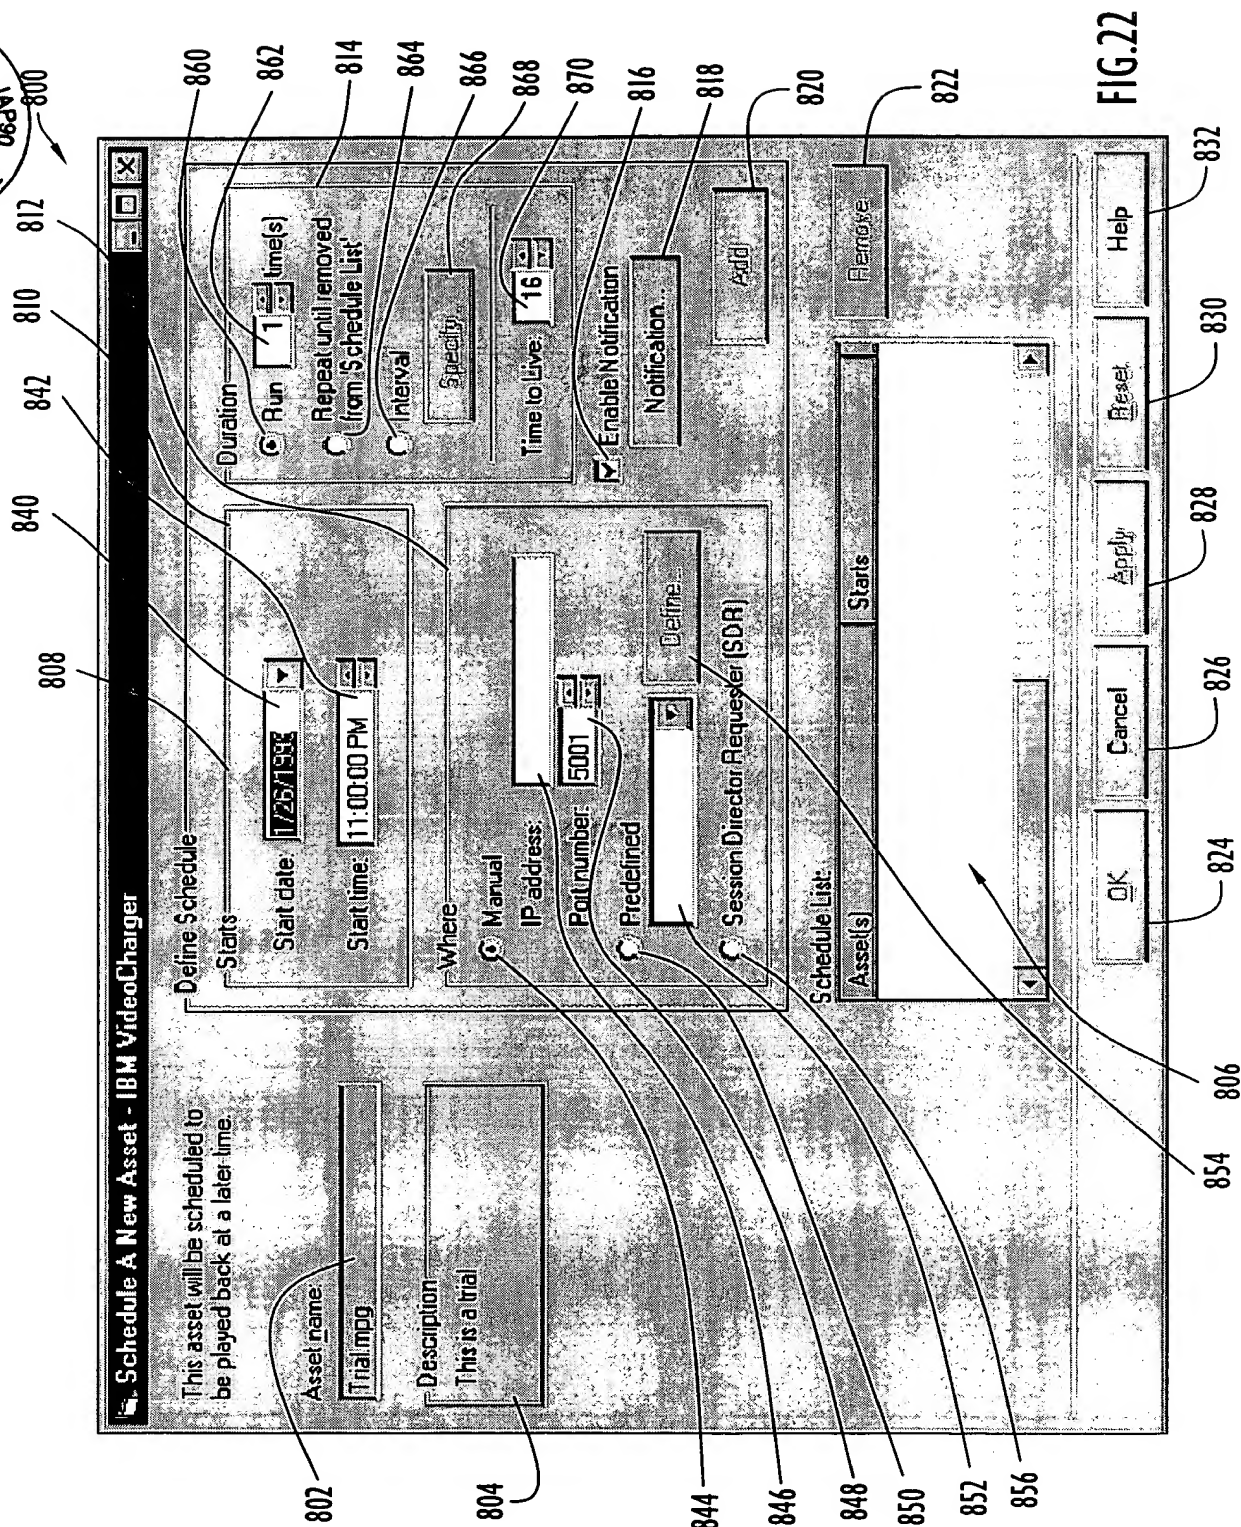 Schedule A New Asset - IBM VideoCharger
This asset will be scheduled to
be played back at a later time.
Asset name:
Trial.mpg
Description
This is a trial
Define Schedule
Starts
Start date:
1/26/199
Start time:
11:00:00 PM
Where
Manual
IP address:
Port number:
5001
Predefined
Define...
Session Director Requester (SDR)
Duration
Run
1
time(s)
Repeat until removed
from 'Schedule List'
Interval
Specify...
Time to Live:
16
Enable Notification
Notification...
Add
Schedule List:
Asset(s)
Starts
Remove
OK
Cancel
Apply
Reset
Help
800
802
804
806
808
810
812
814
816
818
820
822
824
826
828
830
832
840
842
844
846
848
850
852
854
856
860
862
864
866
868
870
FIG.22